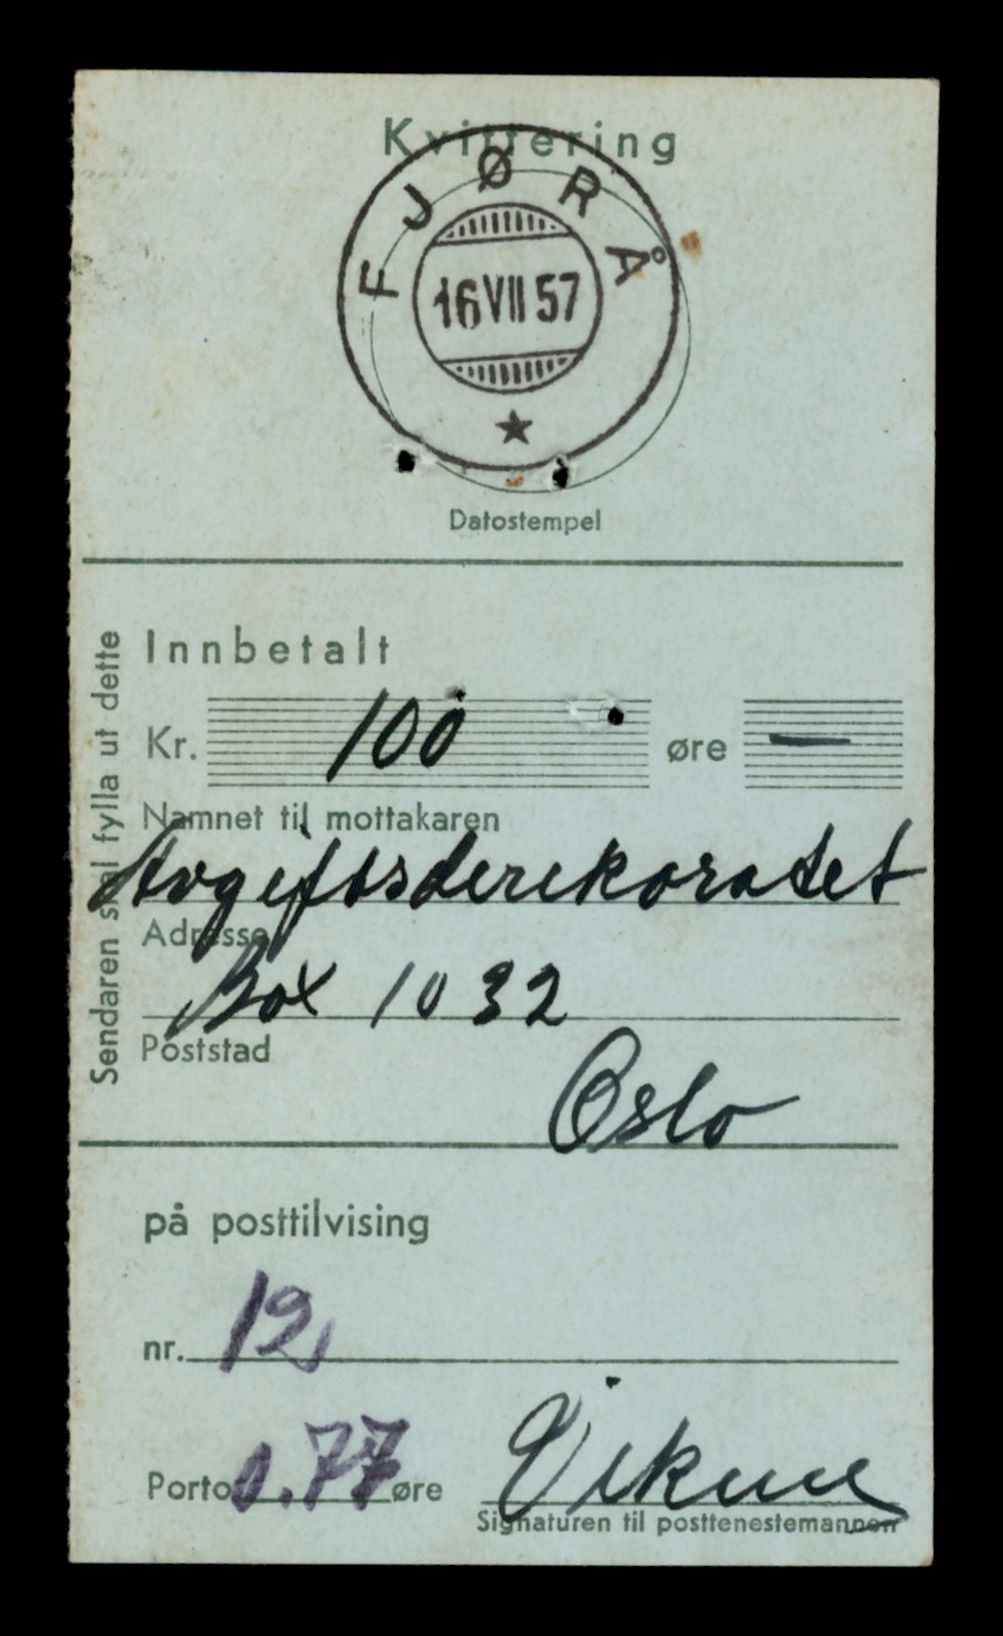 Kvittering
FJØRÅ
16 VII 57
Datostempel
Sendaren skal fylla ut dette
Innbetalt
Kr. 100 øre —
Namnet til mottakaren
Avgiftsderekoratet
Adresse
Box 1032
Poststad
Oslo
på posttilvising
nr. 12
Porto 0.77 øre
Signaturen til posttenestemannen